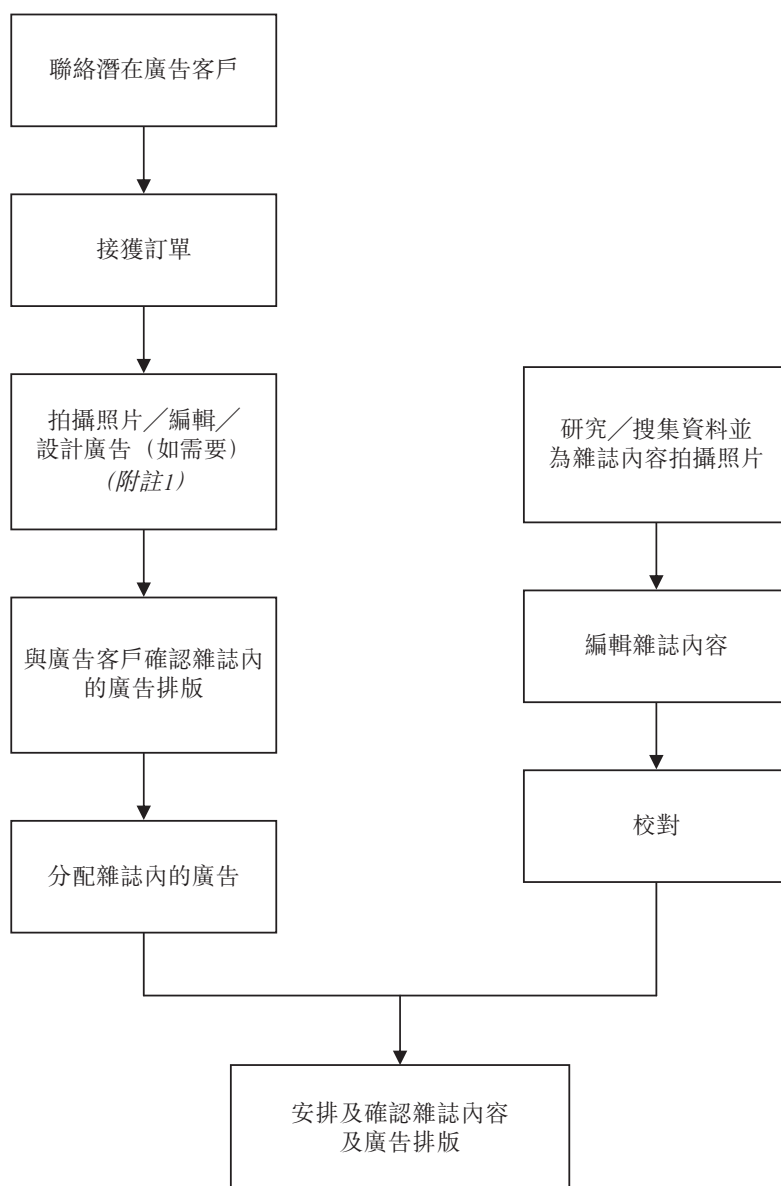 聯絡潛在廣告客戶
接獲訂單
拍攝照片／編輯／
設計廣告（如需要）
（附註1）
與廣告客戶確認雜誌內
的廣告排版
分配雜誌內的廣告
研究／搜集資料並
為雜誌內容拍攝照片
編輯雜誌內容
校對
安排及確認雜誌內容
及廣告排版